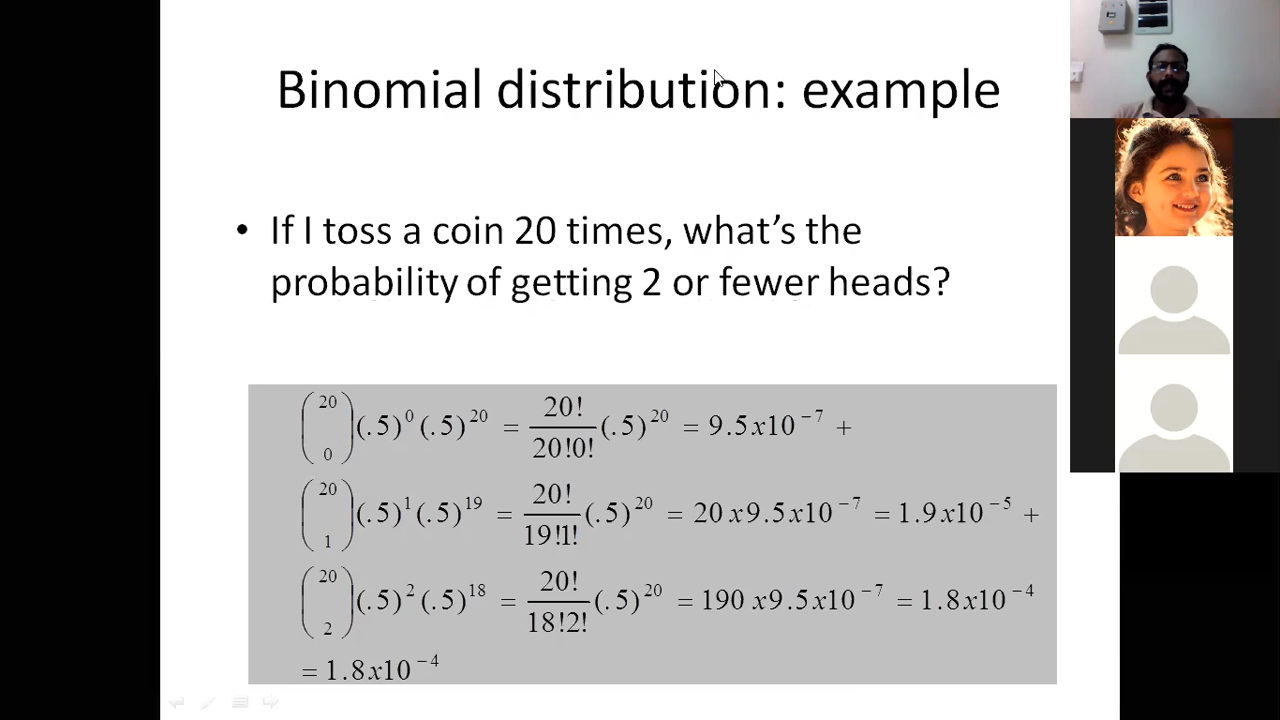 Binomial distribution: example
• If I toss a coin 20 times, what's the
probability of getting 2 or fewer heads?
(20 0)(.5)^0(.5)^20 = 20!/20!0!(.5)^20 = 9.5x10^−7 +
(20 1)(.5)^1(.5)^19 = 20!/19!1!(.5)^20 = 20x9.5x10^−7 = 1.9x10^−5 +
(20 2)(.5)^2(.5)^18 = 20!/18!2!(.5)^20 = 190x9.5x10^−7 = 1.8x10^−4
= 1.8x10^−4